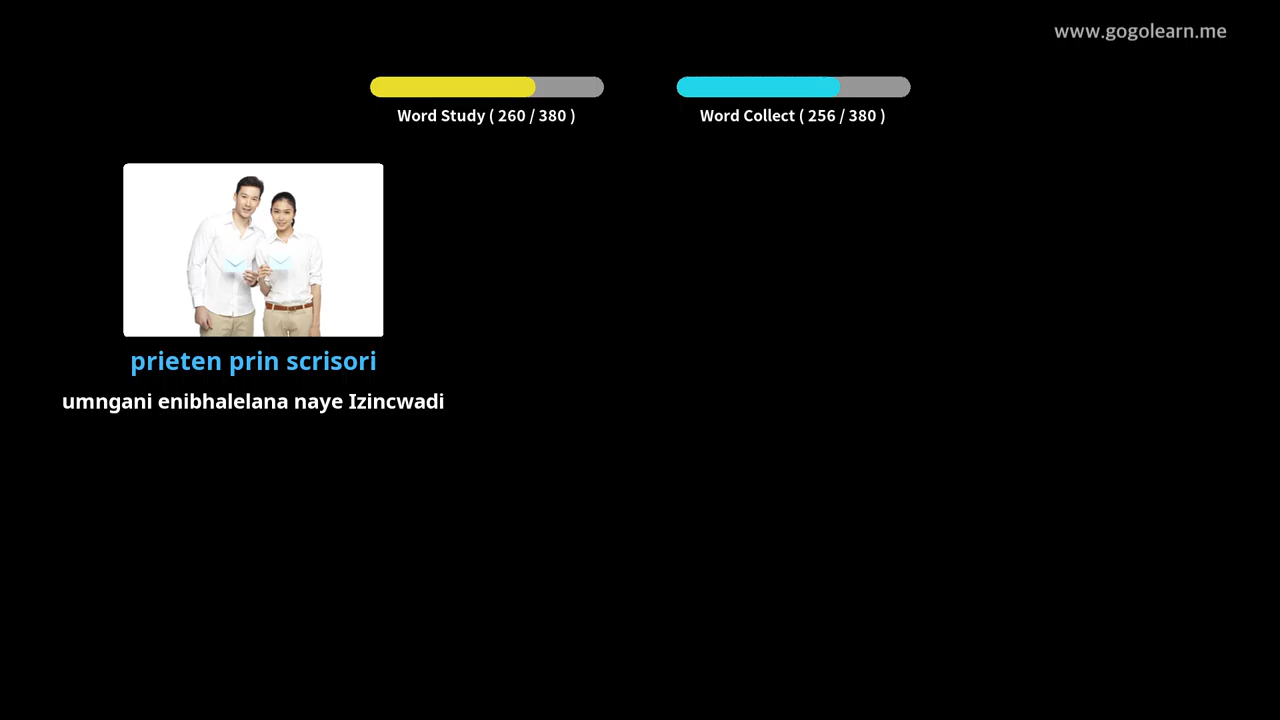 www.gogolearn.me
Word Study ( 260 / 380 )
Word Collect ( 256 / 380 )
prieten prin scrisori
umngani enibhalelana naye Izincwadi